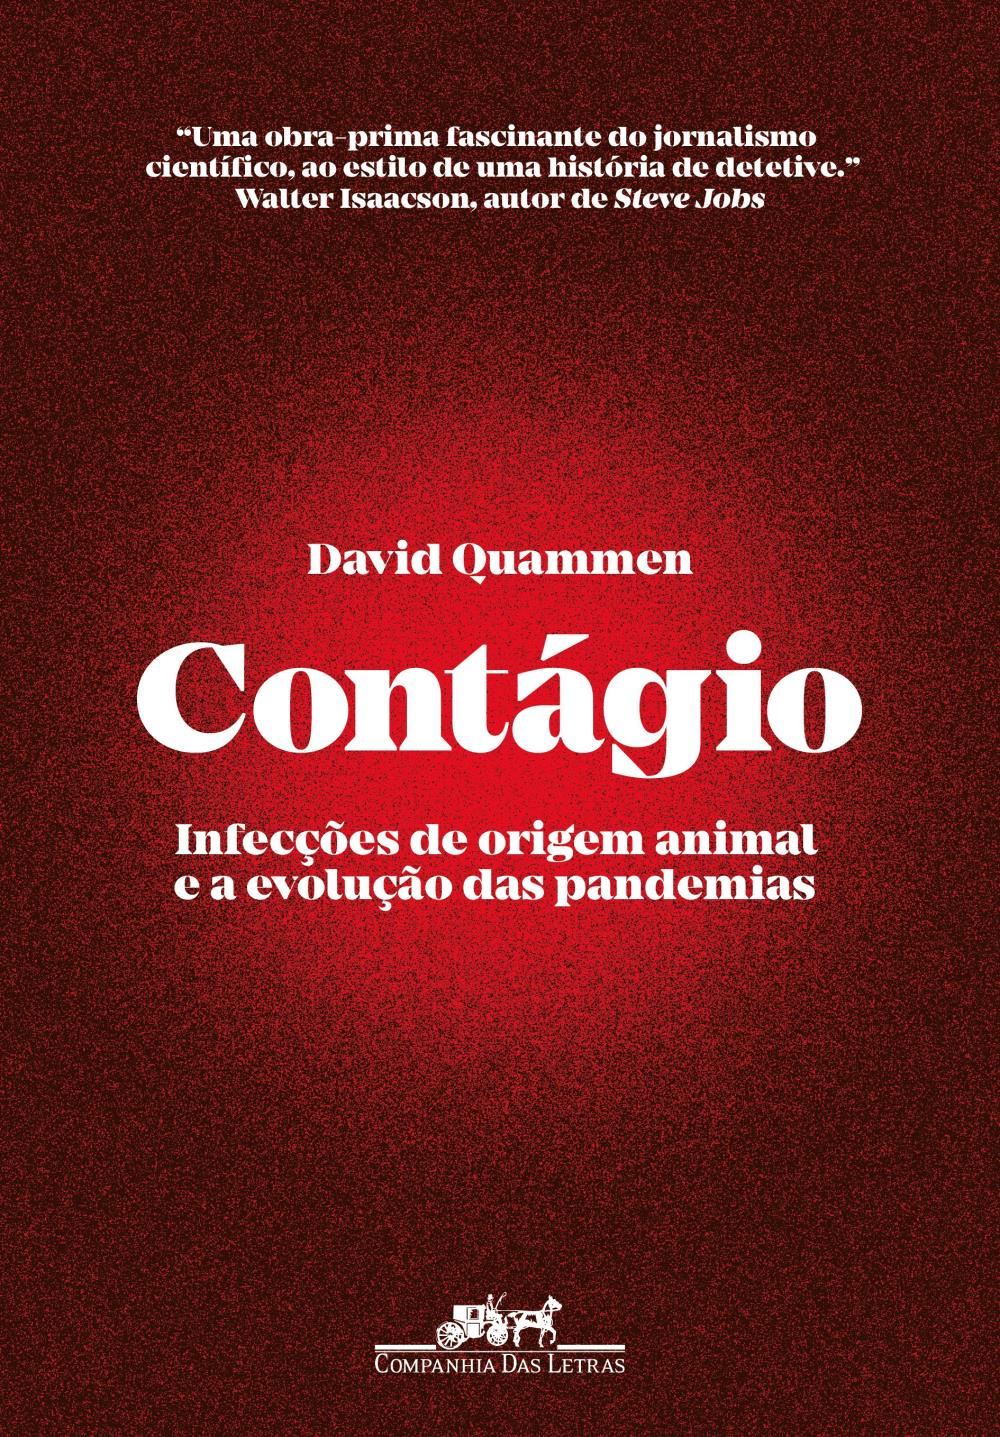 “Uma obra-prima fascinante do jornalismo
científico, ao estilo de uma história de detetive.”
Walter Isaacson, autor de Steve Jobs
David Quammen
Contágio
Infecções de origem animal
e a evolução das pandemias
COMPANHIA DAS LETRAS